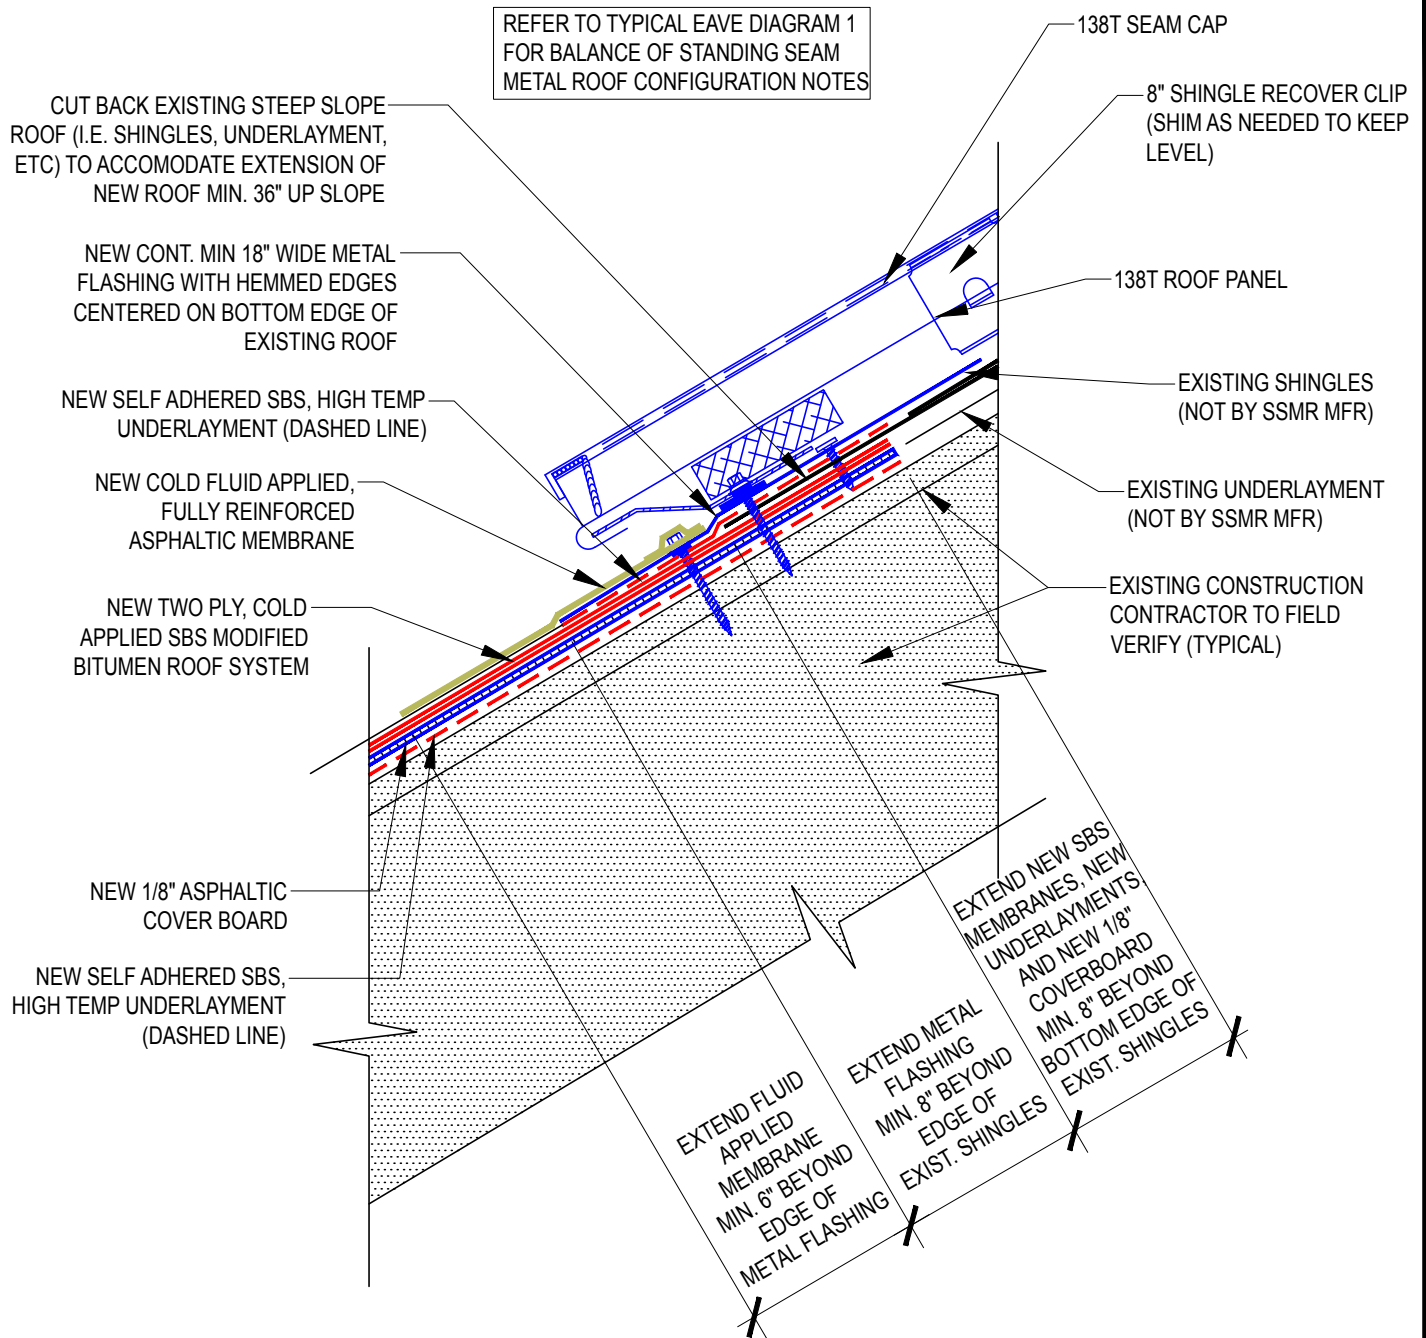 REFER TO TYPICAL EAVE DIAGRAM 1
FOR BALANCE OF STANDING SEAM
METAL ROOF CONFIGURATION NOTES
138T SEAM CAP
8" SHINGLE RECOVER CLIP
(SHIM AS NEEDED TO KEEP
LEVEL)
138T ROOF PANEL
EXISTING SHINGLES
(NOT BY SSMR MFR)
EXISTING UNDERLAYMENT
(NOT BY SSMR MFR)
EXISTING CONSTRUCTION
CONTRACTOR TO FIELD
VERIFY (TYPICAL)
CUT BACK EXISTING STEEP SLOPE
ROOF (I.E. SHINGLES, UNDERLAYMENT,
ETC) TO ACCOMODATE EXTENSION OF
NEW ROOF MIN. 36" UP SLOPE
NEW CONT. MIN 18" WIDE METAL
FLASHING WITH HEMMED EDGES
CENTERED ON BOTTOM EDGE OF
EXISTING ROOF
NEW SELF ADHERED SBS, HIGH TEMP
UNDERLAYMENT (DASHED LINE)
NEW COLD FLUID APPLIED,
FULLY REINFORCED
ASPHALTIC MEMBRANE
NEW TWO PLY, COLD
APPLIED SBS MODIFIED
BITUMEN ROOF SYSTEM
NEW 1/8" ASPHALTIC
COVER BOARD
NEW SELF ADHERED SBS,
HIGH TEMP UNDERLAYMENT
(DASHED LINE)
EXTEND FLUID
APPLIED
MEMBRANE
MIN. 6" BEYOND
EDGE OF
METAL FLASHING
EXTEND METAL
FLASHING
MIN. 8" BEYOND
EDGE OF
EXIST. SHINGLES
EXTEND NEW SBS
MEMBRANES, NEW
UNDERLAYMENTS,
AND NEW 1/8"
COVERBOARD
MIN. 8" BEYOND
BOTTOM EDGE OF
EXIST. SHINGLES